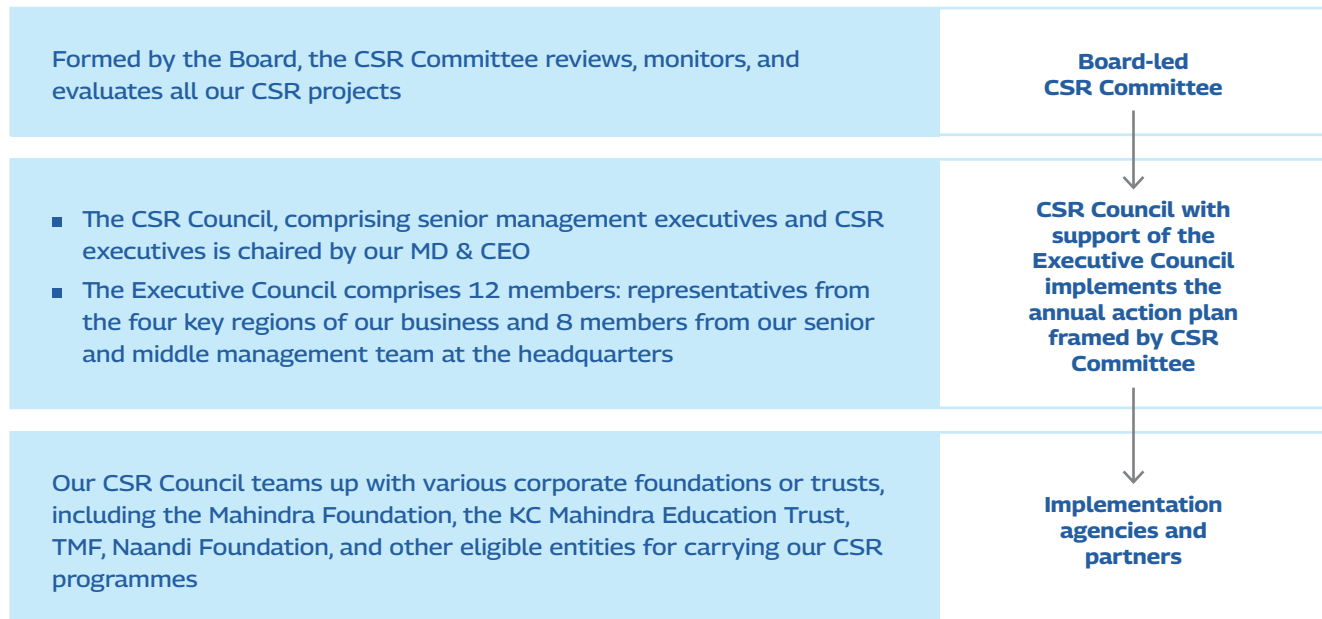 Formed by the Board, the CSR Committee reviews, monitors, and
evaluates all our CSR projects
Board-led
CSR Committee
■ The CSR Council, comprising senior management executives and CSR
executives is chaired by our MD & CEO
■ The Executive Council comprises 12 members: representatives from
the four key regions of our business and 8 members from our senior
and middle management team at the headquarters
CSR Council with
support of the
Executive Council
implements the
annual action plan
framed by CSR
Committee
Our CSR Council teams up with various corporate foundations or trusts,
including the Mahindra Foundation, the KC Mahindra Education Trust,
TMF, Naandi Foundation, and other eligible entities for carrying our CSR
programmes
Implementation
agencies and
partners